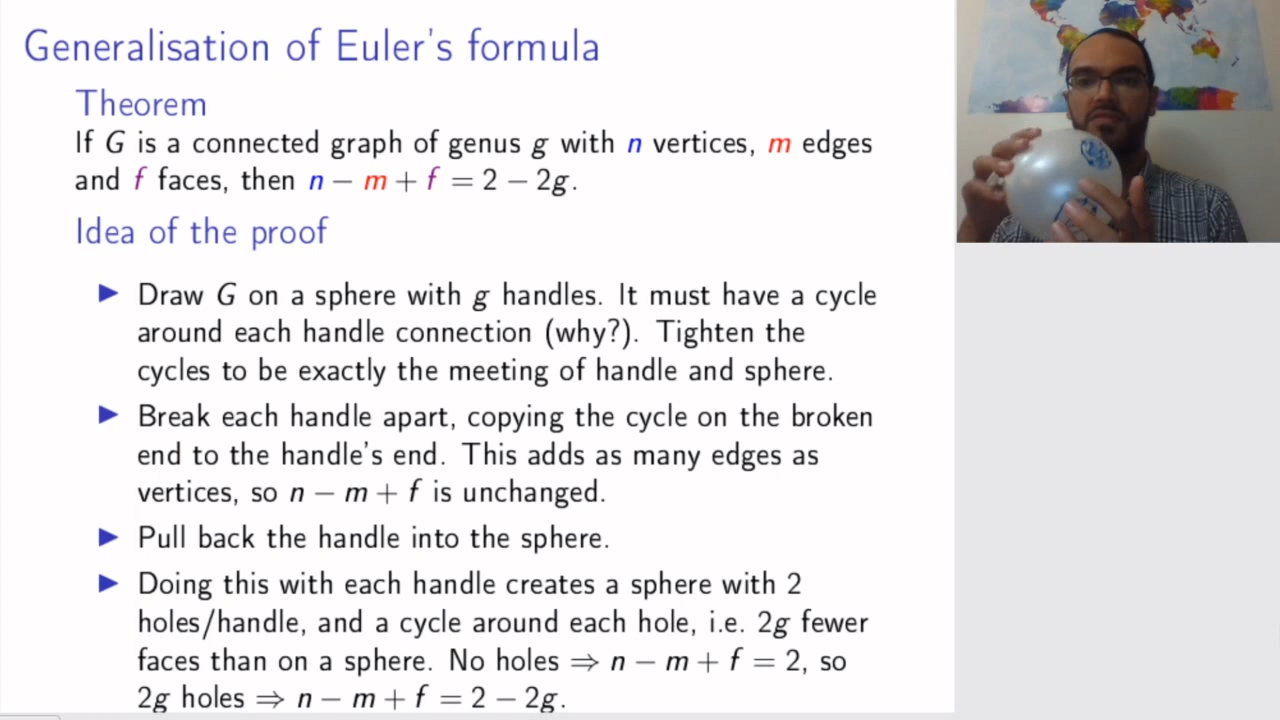 Generalisation of Euler's formula
Theorem
If G is a connected graph of genus g with n vertices, m edges
and f faces, then n − m + f = 2 − 2g.
Idea of the proof
▶ Draw G on a sphere with g handles. It must have a cycle
around each handle connection (why?). Tighten the
cycles to be exactly the meeting of handle and sphere.
▶ Break each handle apart, copying the cycle on the broken
end to the handle's end. This adds as many edges as
vertices, so n − m + f is unchanged.
▶ Pull back the handle into the sphere.
▶ Doing this with each handle creates a sphere with 2
holes/handle, and a cycle around each hole, i.e. 2g fewer
faces than on a sphere. No holes ⇒ n − m + f = 2, so
2g holes ⇒ n − m + f = 2 − 2g.